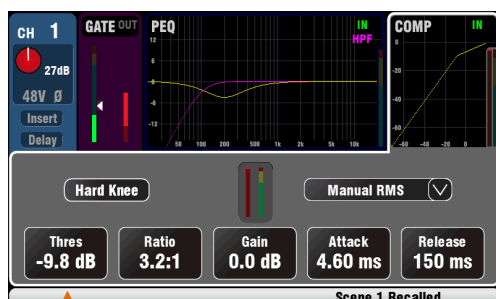 CH 1
GATE OUT
PEQ
IN
HPF
COMP
IN
27dB
48V Ø
Insert
Delay
12
6
-0
-6
-12
50 100 200 500 1k 2k 5k 10k
0
-20
-40
-60
-60 -40 -20 0
Hard Knee
Manual RMS
Thres
-9.8 dB
Ratio
3.2:1
Gain
0.0 dB
Attack
4.60 ms
Release
150 ms
Scene 1 Recalled